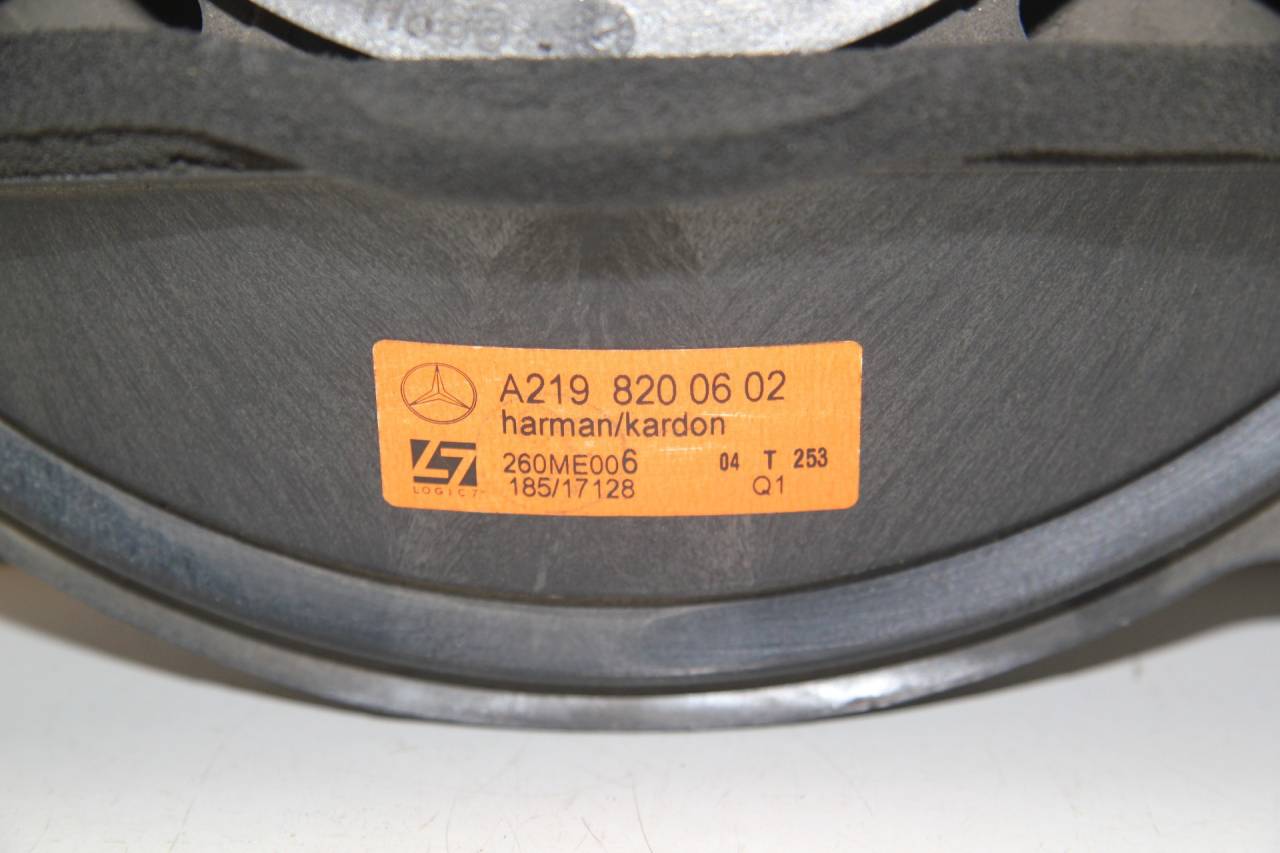 A219 820 06 02
harman/kardon
260ME006 04 T 253
185/17128 Q1
LOGIC7